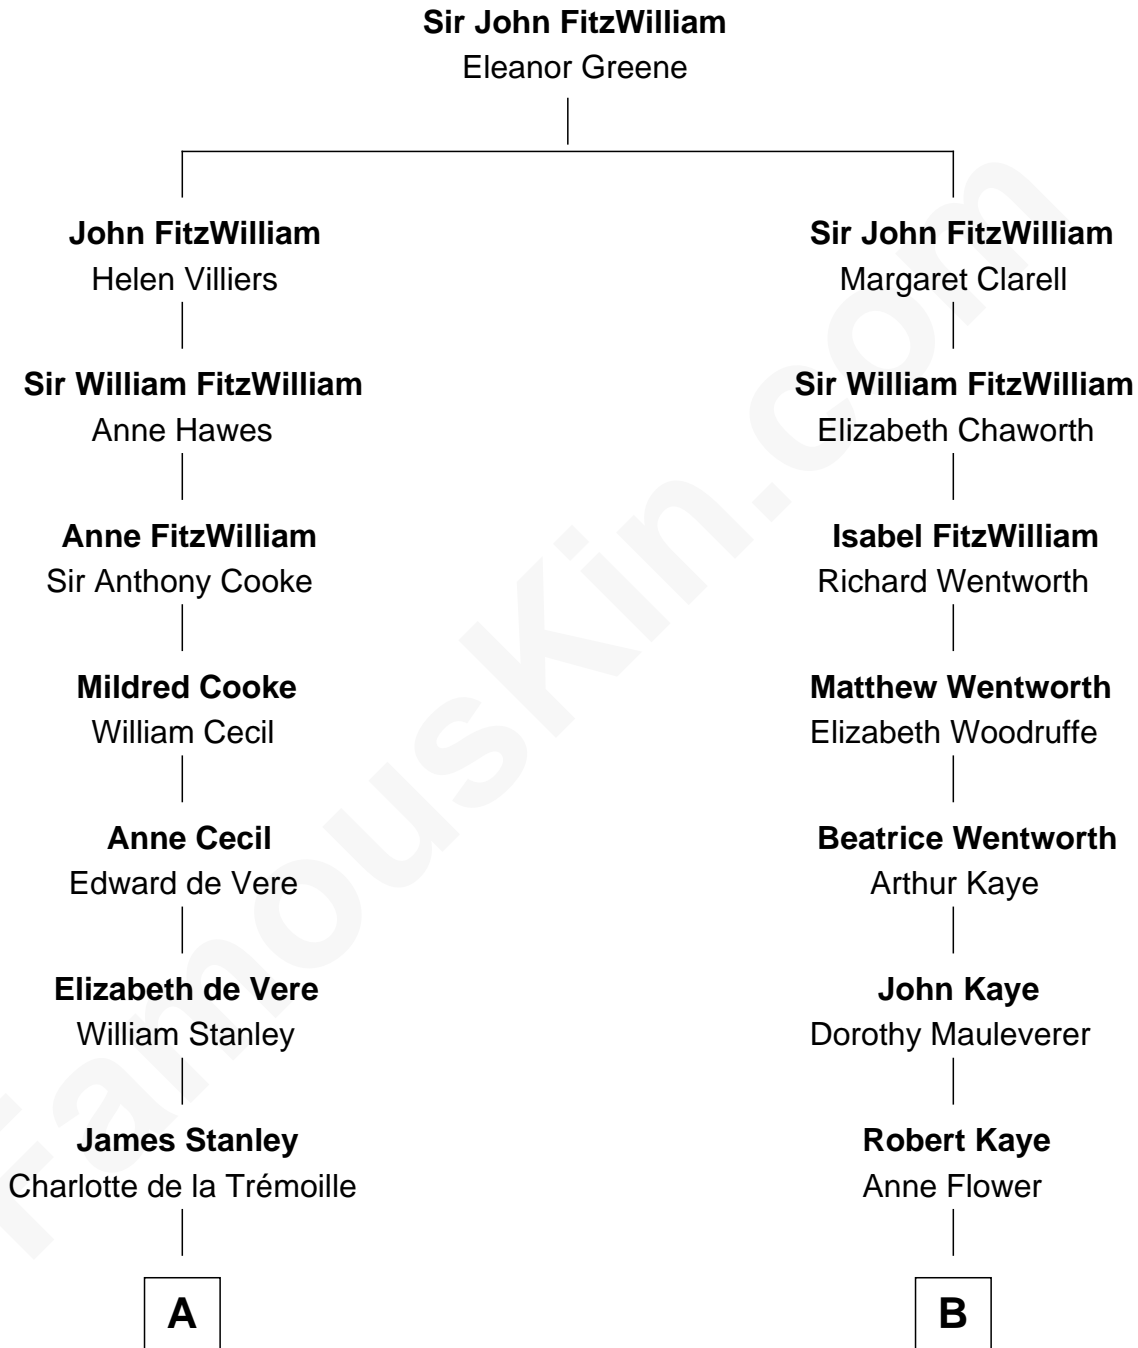 Sir John FitzWilliam
Eleanor Greene
John FitzWilliam
Helen Villiers
Sir William FitzWilliam
Anne Hawes
Anne FitzWilliam
Sir Anthony Cooke
Mildred Cooke
William Cecil
Anne Cecil
Edward de Vere
Elizabeth de Vere
William Stanley
James Stanley
Charlotte de la Trémoille
A
Sir John FitzWilliam
Margaret Clarell
Sir William FitzWilliam
Elizabeth Chaworth
Isabel FitzWilliam
Richard Wentworth
Matthew Wentworth
Elizabeth Woodruffe
Beatrice Wentworth
Arthur Kaye
John Kaye
Dorothy Mauleverer
Robert Kaye
Anne Flower
B
FamousKin.com